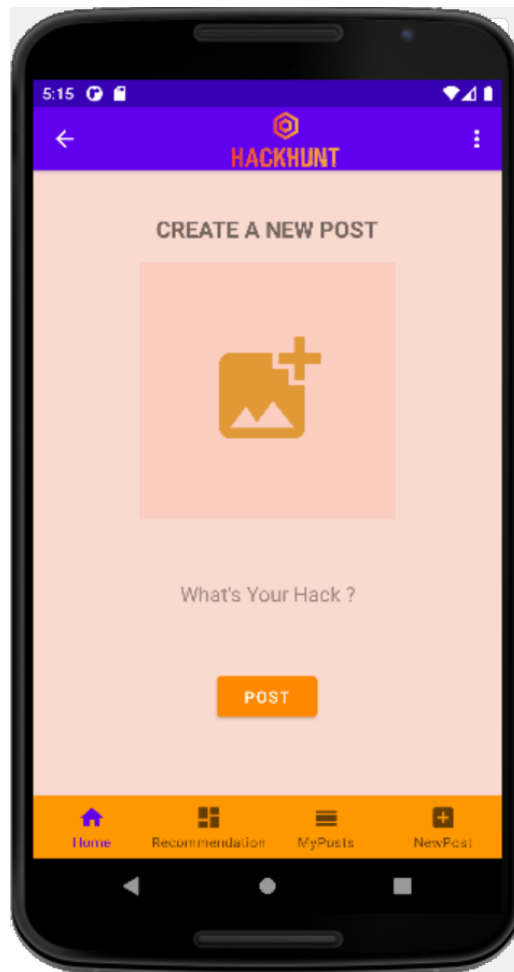 5:15
HACKHUNT
CREATE A NEW POST
What's Your Hack ?
POST
Home Recommendation MyPosts NewPost